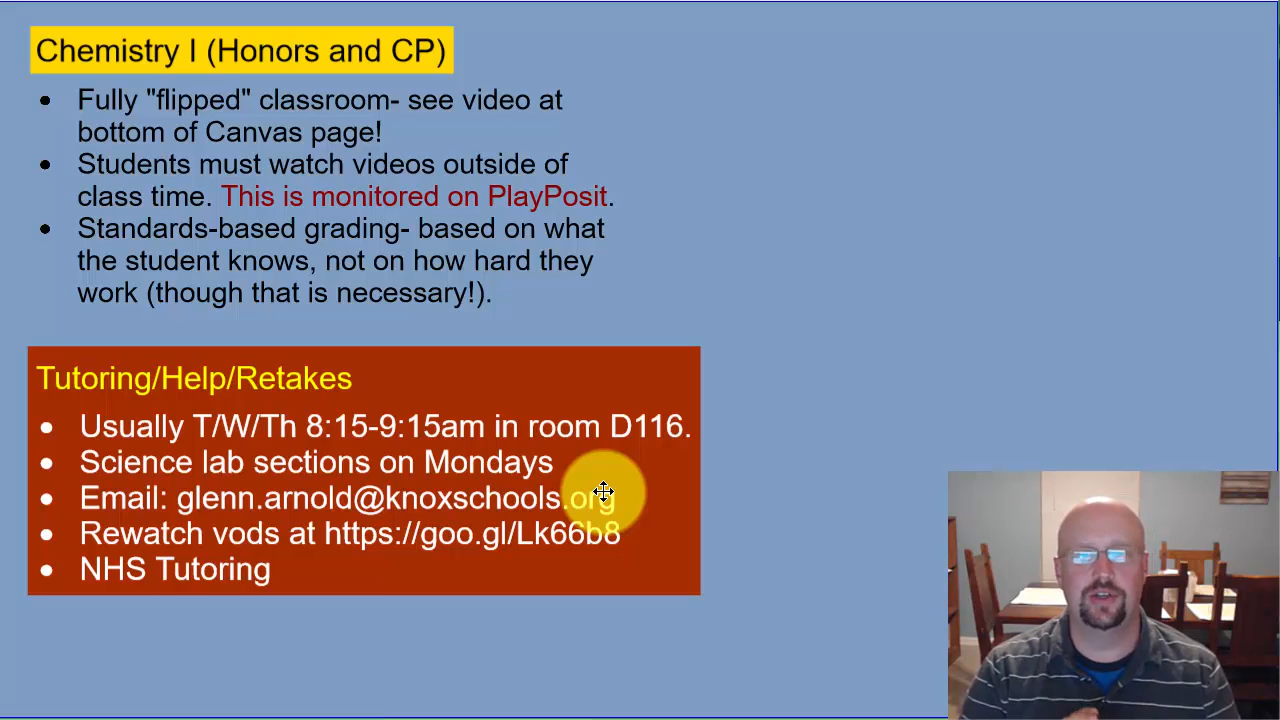 Chemistry I (Honors and CP)
• Fully "flipped" classroom- see video at
bottom of Canvas page!
• Students must watch videos outside of
class time. This is monitored on PlayPosit.
• Standards-based grading- based on what
the student knows, not on how hard they
work (though that is necessary!).
Tutoring/Help/Retakes
• Usually T/W/Th 8:15-9:15am in room D116.
• Science lab sections on Mondays
• Email: glenn.arnold@knoxschools.org
• Rewatch vods at https://goo.gl/Lk66b8
• NHS Tutoring